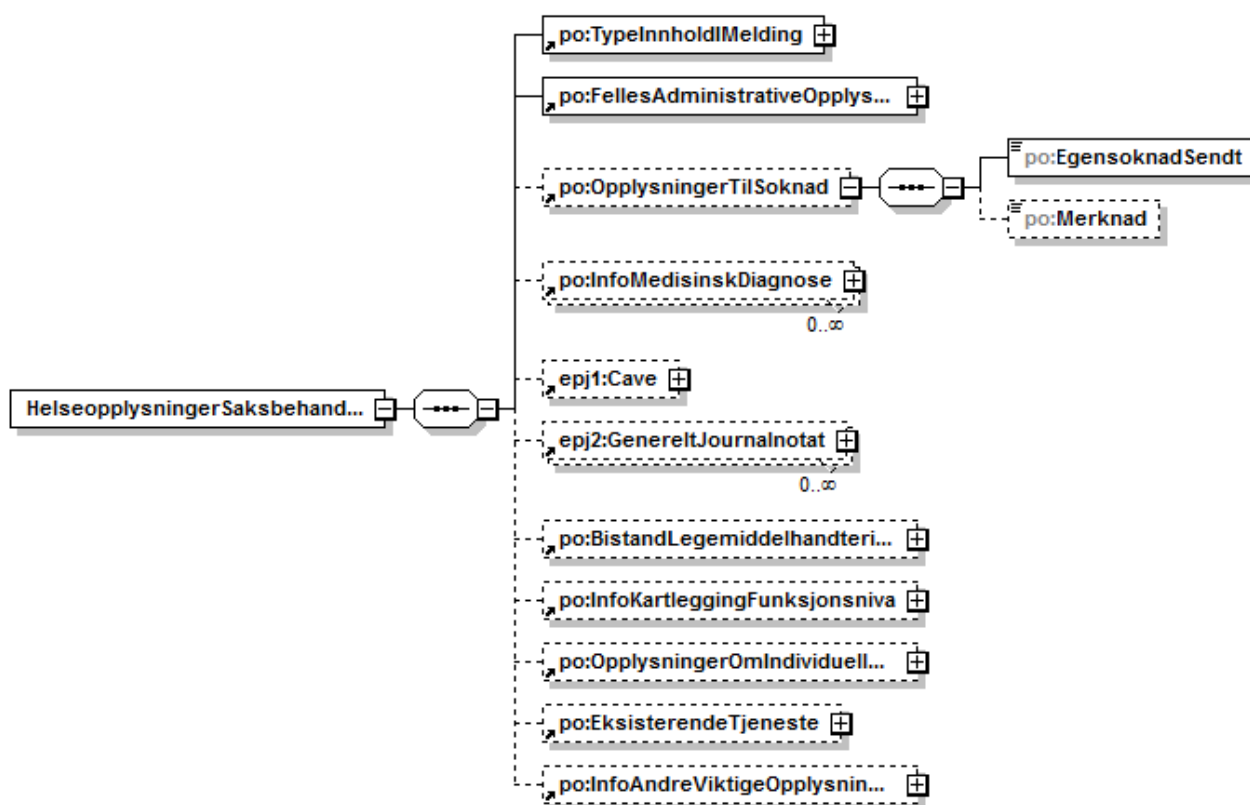 po:TypeInnholdIMelding
po:FellesAdministrativeOpplys...
po:OpplysningerTilSoknad
po:EgensoknadSendt
po:Merknad
po:InfoMedisinskDiagnose
0..∞
epj1:Cave
HelseopplysningerSaksbehand...
epj2:GenereltJournalnotat
0..∞
po:BistandLegemiddelhandteri...
po:InfoKartleggingFunksjonsniva
po:OpplysningerOmIndividuell...
po:EksisterendeTjeneste
po:InfoAndreViktigeOpplysnin...